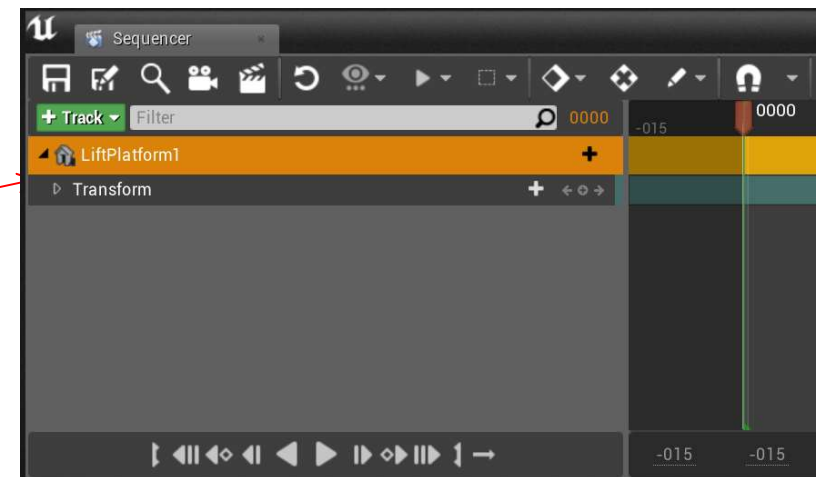 Sequencer
+ Track Filter 0000 -015 0000
LiftPlatform1
Transform
-015 -015